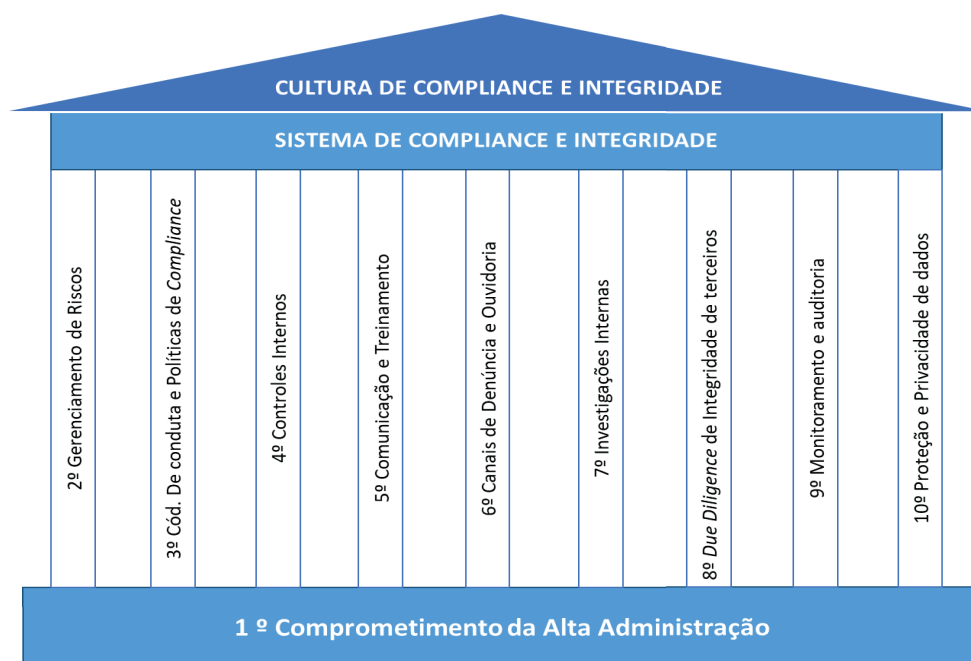 CULTURA DE COMPLIANCE E INTEGRIDADE
SISTEMA DE COMPLIANCE E INTEGRIDADE
2º Gerenciamento de Riscos
3º Cód. De conduta e Políticas de Compliance
4º Controles Internos
5º Comunicação e Treinamento
6º Canais de Denúncia e Ouvidoria
7º Investigações Internas
8º Due Diligence de Integridade de terceiros
9º Monitoramento e auditoria
10º Proteção e Privacidade de dados
1 º Comprometimento da Alta Administração